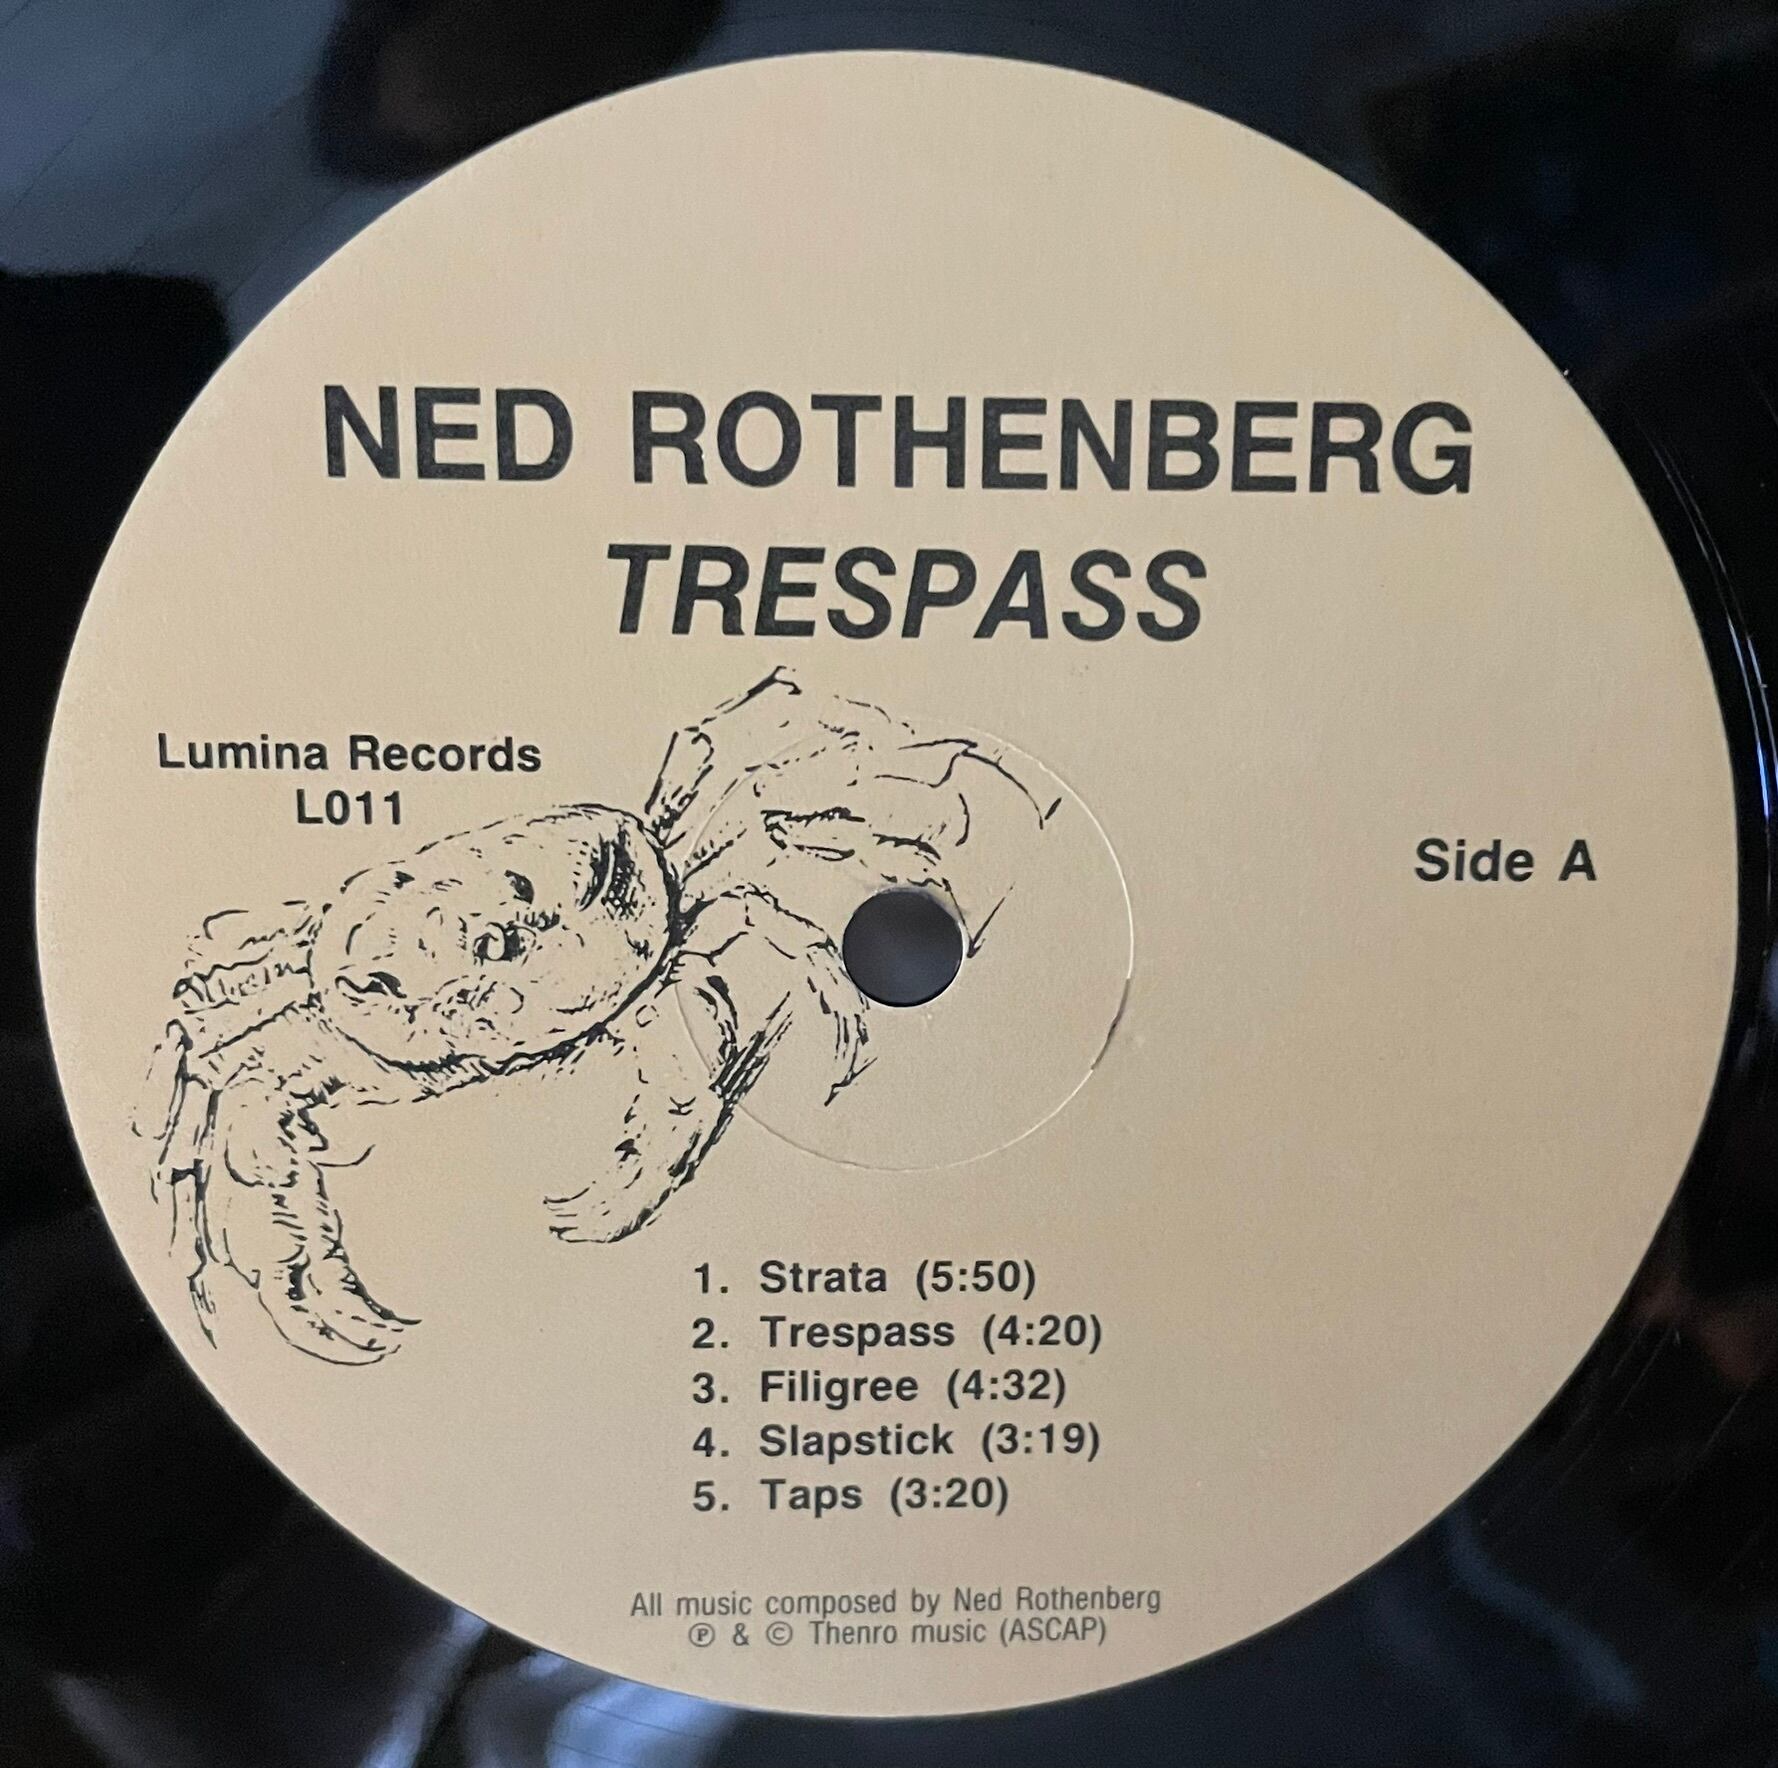 NED ROTHENBERG
TRESPASS
Lumina Records
L011
Side A
1. Strata (5:50)
2. Trespass (4:20)
3. Filigree (4:32)
4. Slapstick (3:19)
5. Taps (3:20)
All music composed by Ned Rothenberg
℗ & © Thenro music (ASCAP)